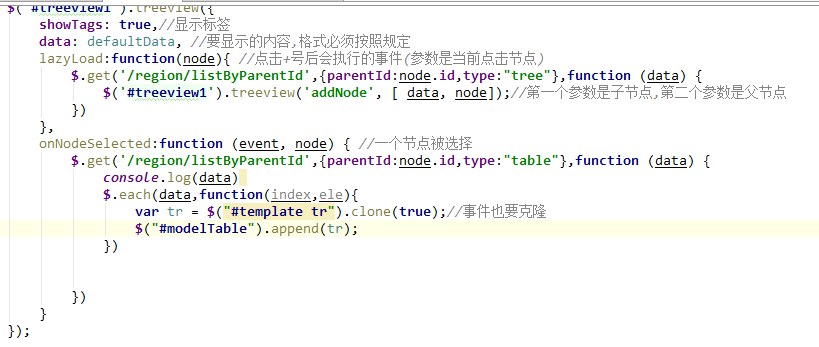 $('#treeview1').treeview({
showTags: true,//显示标签
data: defaultData, //要显示的内容,格式必须按照规定
lazyLoad:function(node){ //点击+号后会执行的事件(参数是当前点击节点)
$.get('/region/listByParentId',{parentId:node.id,type:"tree"},function (data) {
$('#treeview1').treeview('addNode', [ data, node]);//第一个参数是子节点,第二个参数是父节点
})
},
onNodeSelected:function (event, node) { //一个节点被选择
$.get('/region/listByParentId',{parentId:node.id,type:"table"},function (data) {
console.log(data)
$.each(data,function(index,ele){
var tr = $("#template tr").clone(true);//事件也要克隆
$("#modelTable").append(tr);
})
})
}
});